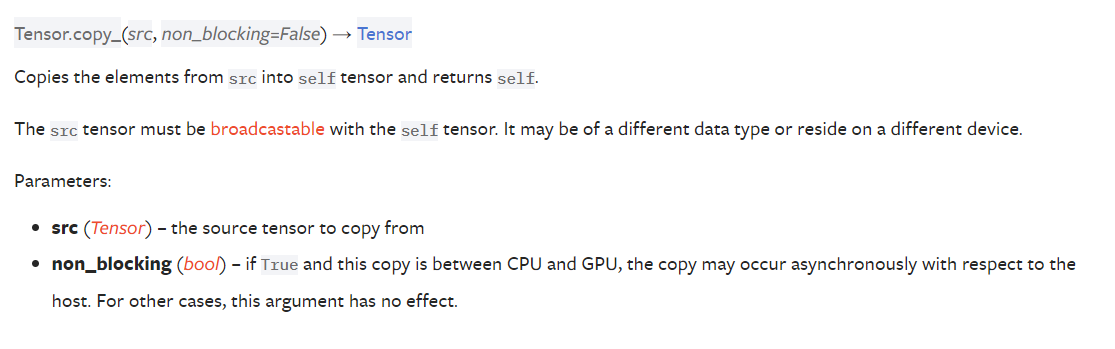 Tensor.copy_(src, non_blocking=False) → Tensor
Copies the elements from src into self tensor and returns self.
The src tensor must be broadcastable with the self tensor. It may be of a different data type or reside on a different device.
Parameters:
• src (Tensor) – the source tensor to copy from
• non_blocking (bool) – if True and this copy is between CPU and GPU, the copy may occur asynchronously with respect to the
host. For other cases, this argument has no effect.